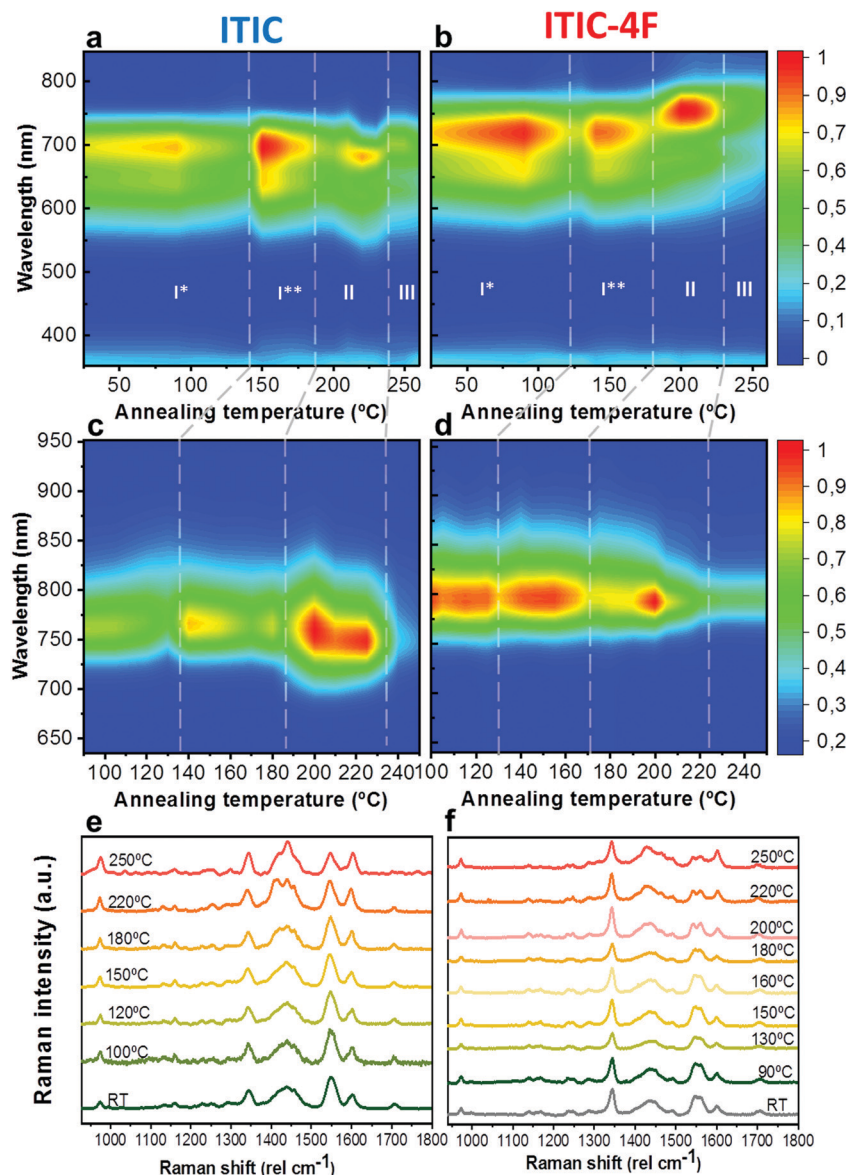 ITIC ITIC-4F
a b
Wavelength (nm)
800
700
600
500
400
I* I** II III I* I** II III
1
0,9
0,7
0,6
0,5
0,4
0,2
0,1
0
50 100 150 200 250 50 100 150 200 250
Annealing temperature (ºC) Annealing temperature (ºC)
c d
Wavelength (nm)
950
900
850
800
750
700
650
1
0,9
0,8
0,7
0,6
0,5
0,4
0,3
0,2
100 120 140 160 180 200 220 240 100 120 140 160 180 200 220 240
Annealing temperature (ºC) Annealing temperature (ºC)
e f
Raman intensity (a.u.)
250ºC
220ºC
180ºC
150ºC
120ºC
100ºC
RT
250ºC
220ºC
200ºC
180ºC
160ºC
150ºC
130ºC
90ºC
RT
1000 1100 1200 1300 1400 1500 1600 1700 1800 1000 1100 1200 1300 1400 1500 1600 1700 1800
Raman shift (rel cm-1) Raman shift (rel cm-1)